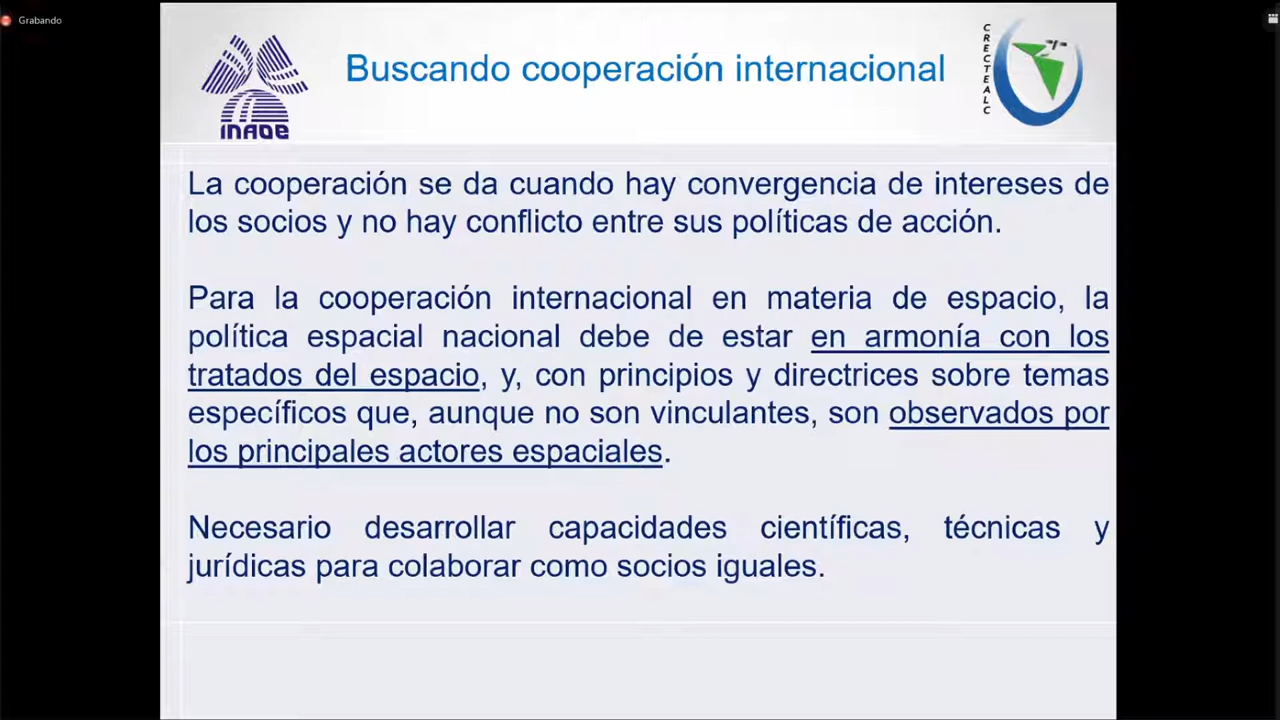 Grabando
Buscando cooperación internacional
INAOE
CRECTEALC
La cooperación se da cuando hay convergencia de intereses de
los socios y no hay conflicto entre sus políticas de acción.
Para la cooperación internacional en materia de espacio, la
política espacial nacional debe de estar en armonía con los
tratados del espacio, y, con principios y directrices sobre temas
específicos que, aunque no son vinculantes, son observados por
los principales actores espaciales.
Necesario desarrollar capacidades científicas, técnicas y
jurídicas para colaborar como socios iguales.